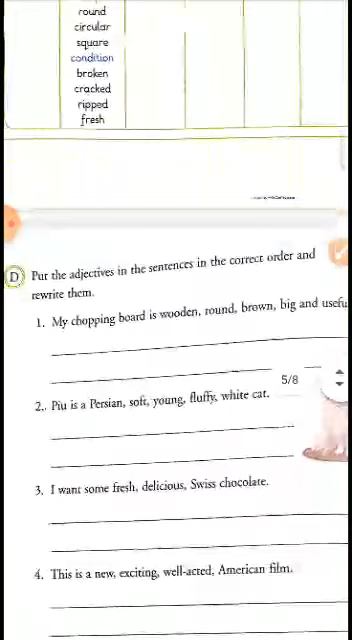 round
circular
square
condition
broken
cracked
ripped
fresh
D Put the adjectives in the sentences in the correct order and
rewrite them.
1. My chopping board is wooden, round, brown, big and usefu
5/8
2. Piu is a Persian, soft, young, fluffy, white cat.
3. I want some fresh, delicious, Swiss chocolate.
4. This is a new, exciting, well-acted, American film.